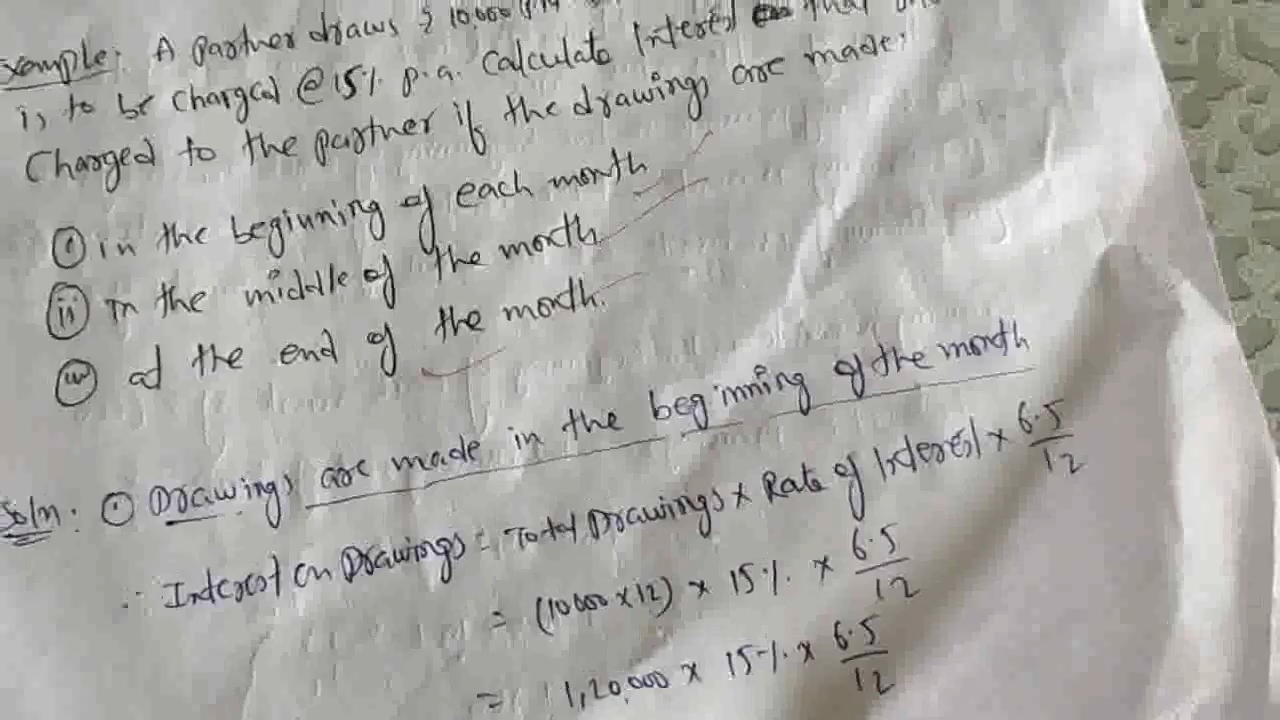 Example: A partner draws ₹ 10,000
is to be charged @ 15% p.a. Calculate Interest that
Charged to the partner if the drawings are made:
(i) in the beginning of each month
(ii) in the middle of the month
(iii) at the end of the month.
Soln: (i) Drawings are made in the beginning of the month
∴ Interest on Drawings = Total Drawings × Rate of Interest × 6.5/12
= (10000 × 12) × 15% × 6.5/12
= 1,20,000 × 15% × 6.5/12